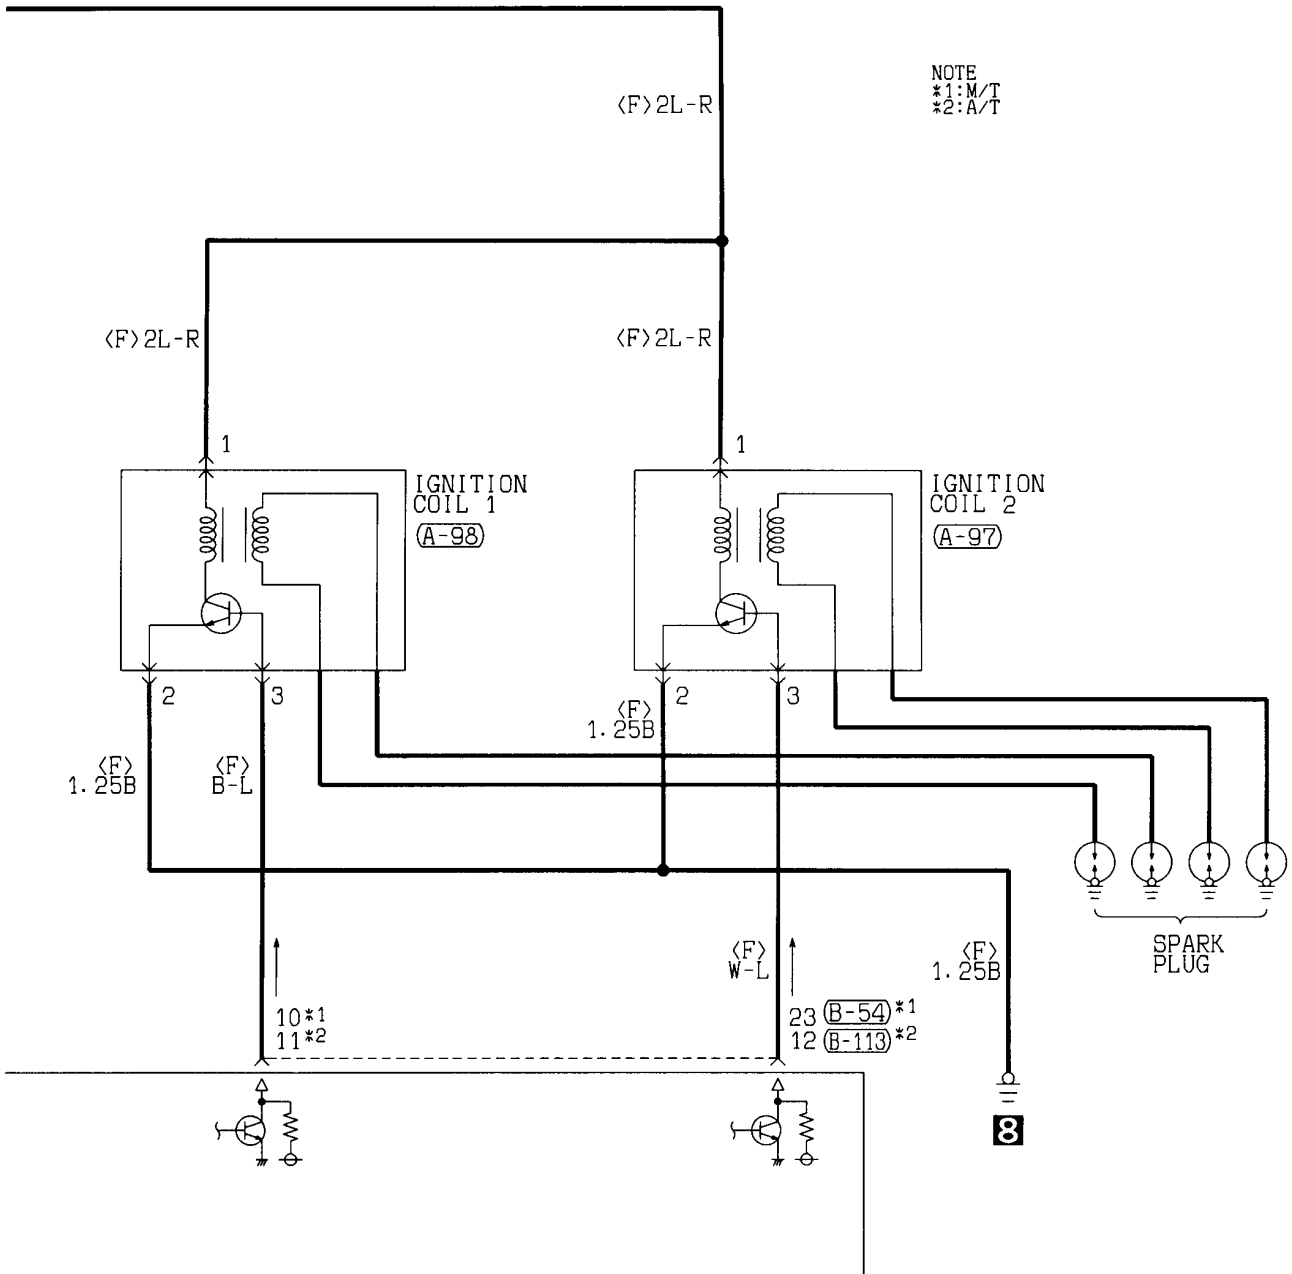 NOTE
*1:M/T
*2:A/T
<F>2L-R
<F>2L-R
<F>2L-R
1
IGNITION
COIL 1
A-98
1
IGNITION
COIL 2
A-97
2
3
2
3
<F>
1.25B
<F>
1.25B
<F>
B-L
SPARK
PLUG
<F>
W-L
<F>
1.25B
10*1
11*2
23 B-54 *1
12 B-113 *2
8